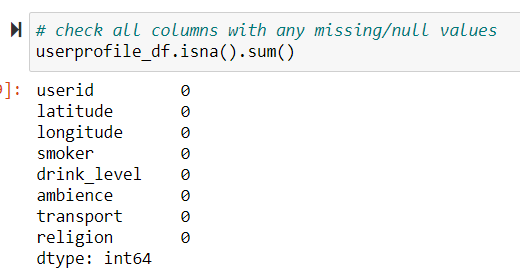 # check all columns with any missing/null values
userprofile_df.isna().sum()
]:
userid 0
latitude 0
longitude 0
smoker 0
drink_level 0
ambience 0
transport 0
religion 0
dtype: int64